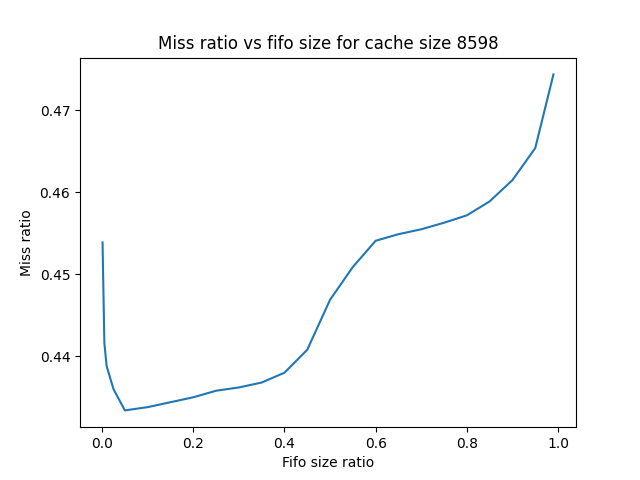 Miss ratio vs fifo size for cache size 8598
0.47
0.46
0.45
0.44
Miss ratio
0.0 0.2 0.4 0.6 0.8 1.0
Fifo size ratio